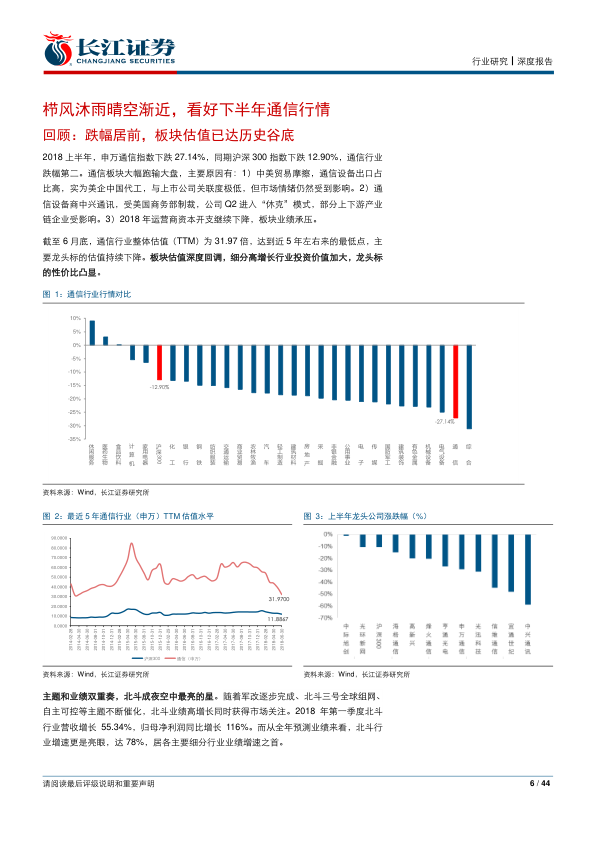 长江证券
CHANGJIANG SECURITIES
行业研究┃深度报告
栉风沐雨晴空渐近，看好下半年通信行情
回顾：跌幅居前，板块估值已达历史谷底
2018 上半年，申万通信指数下跌 27.14%，同期沪深 300 指数下跌 12.90%，通信行业
跌幅第二。通信板块大幅跑输大盘，主要原因有：1）中美贸易摩擦，通信设备出口占
比高，实为美企中国代工，与上市公司关联度极低，但市场情绪仍然受到影响。2）通
信设备商中兴通讯，受美国商务部制裁，公司 Q2 进入“休克”模式，部分上下游产业
链企业受影响。3）2018 年运营商资本开支继续下降，板块业绩承压。
截至 6 月底，通信行业整体估值（TTM）为 31.97 倍，达到近 5 年左右来的最低点，主
要龙头标的估值持续下降。板块估值深度回调，细分高增长行业投资价值加大，龙头标
的性价比凸显。
图 1：通信行业行情对比
10%
5%
0%
-5%
-10%
-15%
-20%
-25%
-30%
-35%
-12.90%
-27.14%
休闲服务
医药生物
食品饮料
计算机
家用电器
沪深300
化工
银行
钢铁
纺织服装
交通运输
商业贸易
农林牧渔
汽车
轻工制造
建筑材料
房地产
采掘
非银金融
公用事业
电子
传媒
国防军工
建筑装饰
有色金属
机械设备
电气设备
通信
综合
资料来源：Wind，长江证券研究所
图 2：最近 5 年通信行业（申万）TTM 估值水平
90.0000
80.0000
70.0000
60.0000
50.0000
40.0000
30.0000
20.0000
10.0000
0.0000
31.9700
11.8867
沪深300
通信（申万）
资料来源：Wind，长江证券研究所
图 3：上半年龙头公司涨跌幅（%）
0%
-10%
-20%
-30%
-40%
-50%
-60%
-70%
中际旭创
光环新网
沪深300
海格通信
高新兴
烽火通信
亨通光电
申万通信
光迅科技
信维通信
宜通世纪
中兴通讯
资料来源：Wind，长江证券研究所
主题和业绩双重奏，北斗成夜空中最亮的星。随着军改逐步完成、北斗三号全球组网、
自主可控等主题不断催化，北斗业绩高增长同时获得市场关注。2018 年第一季度北斗
行业营收增长 55.34%，归母净利润同比增长 116%。而从全年预测业绩来看，北斗行
业增速更是亮眼，达 78%，居各主要细分行业业绩增速之首。
请阅读最后评级说明和重要声明
6 / 44